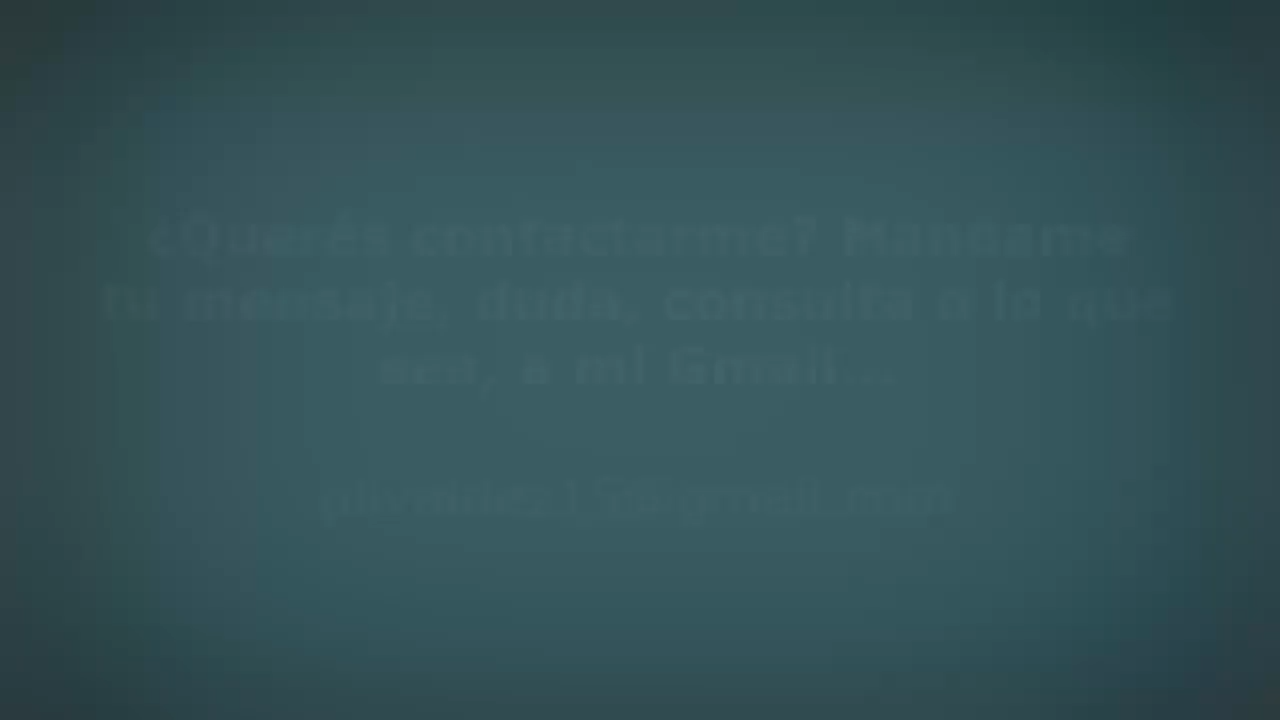 ¿Querés contactarme? Mandame
tu mensaje, duda, consulta o lo que
sea, a mi Gmail...